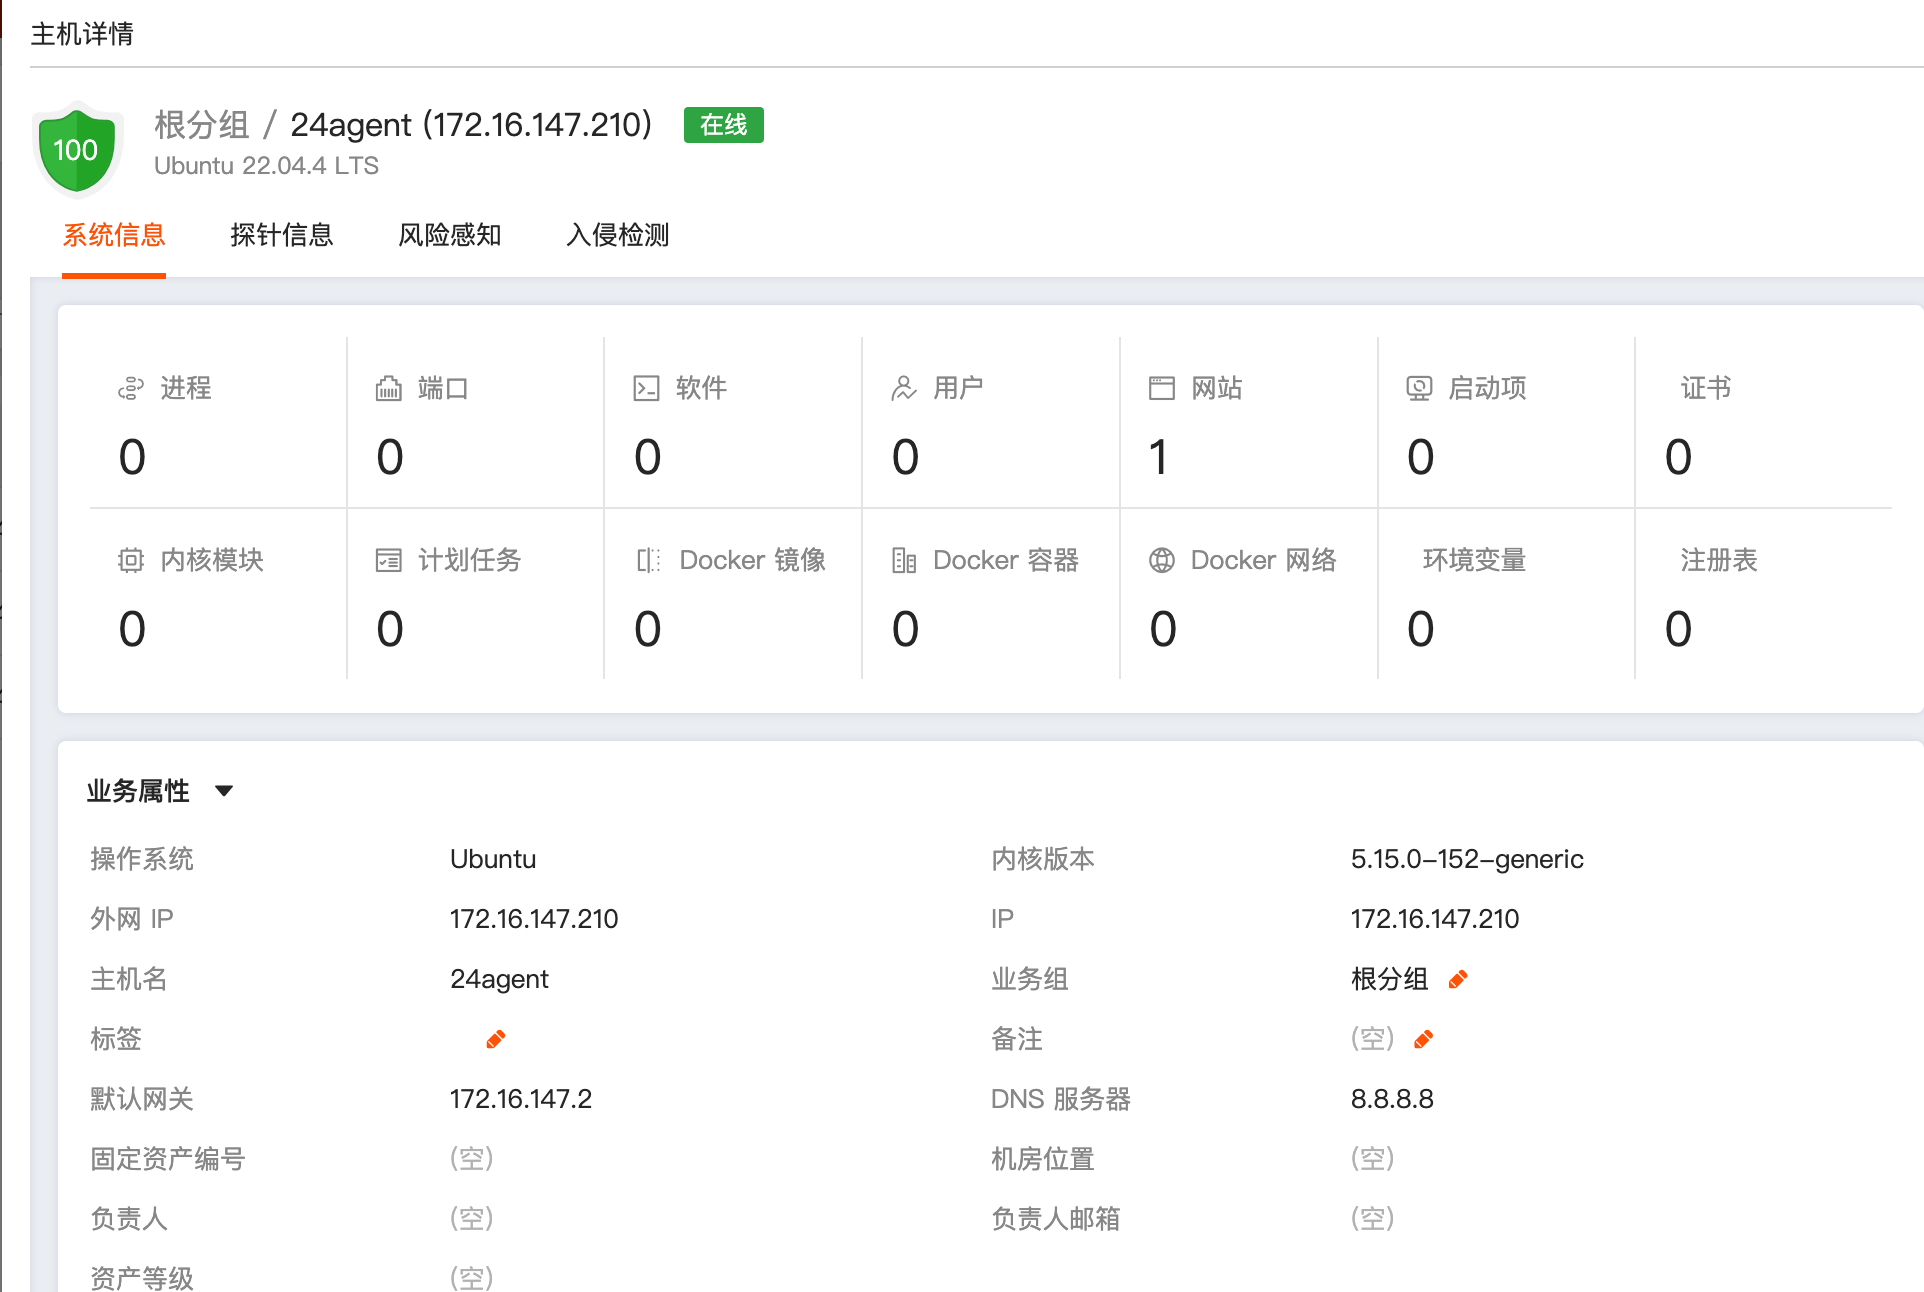 主机详情
100
根分组 / 24agent (172.16.147.210) 在线
Ubuntu 22.04.4 LTS
系统信息 探针信息 风险感知 入侵检测
进程 端口 软件 用户 网站 启动项 证书
0 0 0 0 1 0 0
内核模块 计划任务 Docker 镜像 Docker 容器 Docker 网络 环境变量 注册表
0 0 0 0 0 0 0
业务属性
操作系统 Ubuntu 内核版本 5.15.0-152-generic
外网 IP 172.16.147.210 IP 172.16.147.210
主机名 24agent 业务组 根分组
标签 备注 (空)
默认网关 172.16.147.2 DNS 服务器 8.8.8.8
固定资产编号 (空) 机房位置 (空)
负责人 (空) 负责人邮箱 (空)
资产等级 (空)